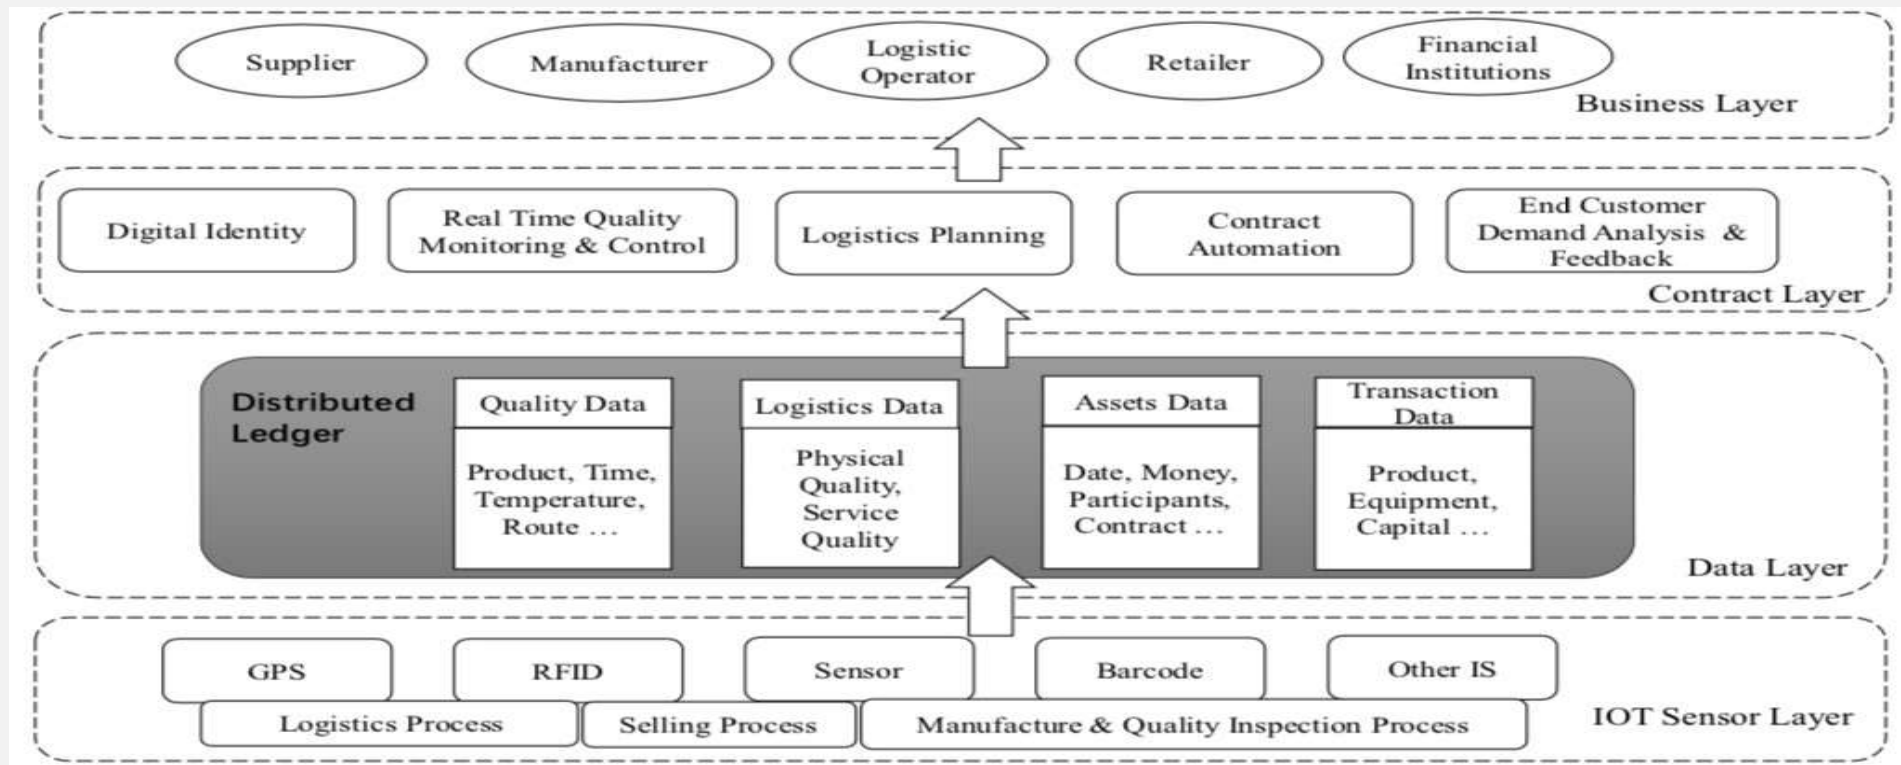 Supplier
Manufacturer
Logistic
Operator
Retailer
Financial
Institutions
Business Layer
Digital Identity
Real Time Quality
Monitoring & Control
Logistics Planning
Contract
Automation
End Customer
Demand Analysis &
Feedback
Contract Layer
Distributed
Ledger
Quality Data
Product, Time,
Temperature,
Route ...
Logistics Data
Physical
Quality,
Service
Quality
Assets Data
Date, Money,
Participants,
Contract ...
Transaction
Data
Product,
Equipment,
Capital ...
Data Layer
GPS
RFID
Sensor
Barcode
Other IS
Logistics Process
Selling Process
Manufacture & Quality Inspection Process
IOT Sensor Layer